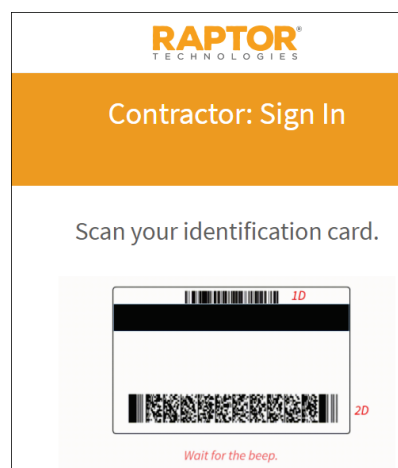 RAPTOR®
TECHNOLOGIES
Contractor: Sign In
Scan your identification card.
1D
2D
Wait for the beep.